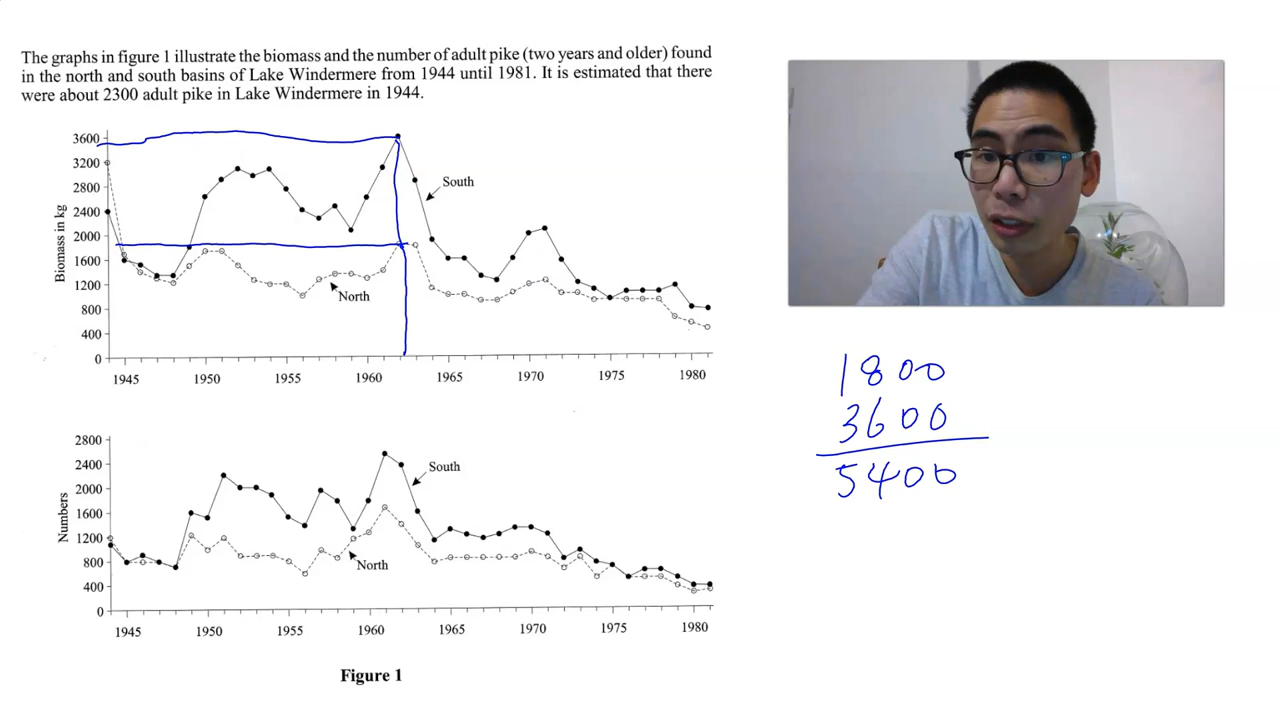 The graphs in figure 1 illustrate the biomass and the number of adult pike (two years and older) found
in the north and south basins of Lake Windermere from 1944 until 1981. It is estimated that there
were about 2300 adult pike in Lake Windermere in 1944.
3600
3200
2800
2400
2000
1600
1200
800
400
0
Biomass in kg
South
North
1945 1950 1955 1960 1965 1970 1975 1980
1800
3600
5400
2800
2400
2000
1600
1200
800
400
0
Numbers
South
North
1945 1950 1955 1960 1965 1970 1975 1980
Figure 1